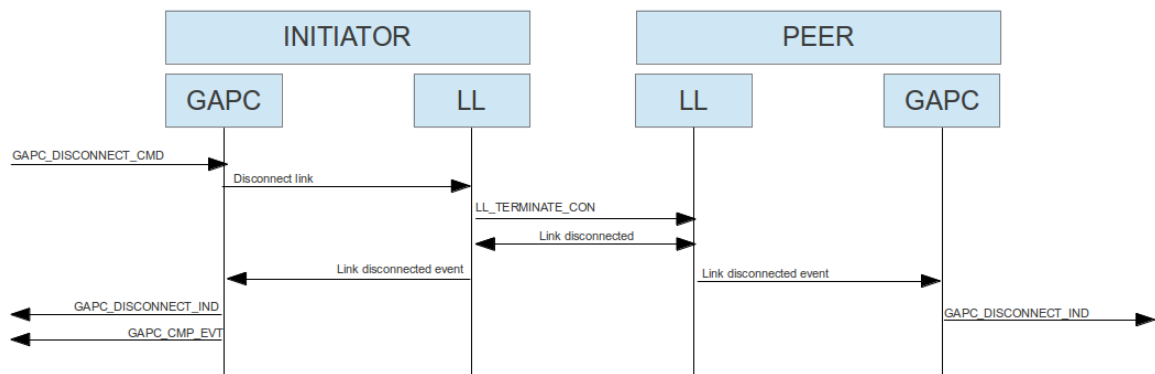 INITIATOR
PEER
GAPC
LL
LL
GAPC
GAPC_DISCONNECT_CMD
Disconnect link
LL_TERMINATE_CON
Link disconnected
Link disconnected event
Link disconnected event
GAPC_DISCONNECT_IND
GAPC_DISCONNECT_IND
GAPC_CMP_EVT